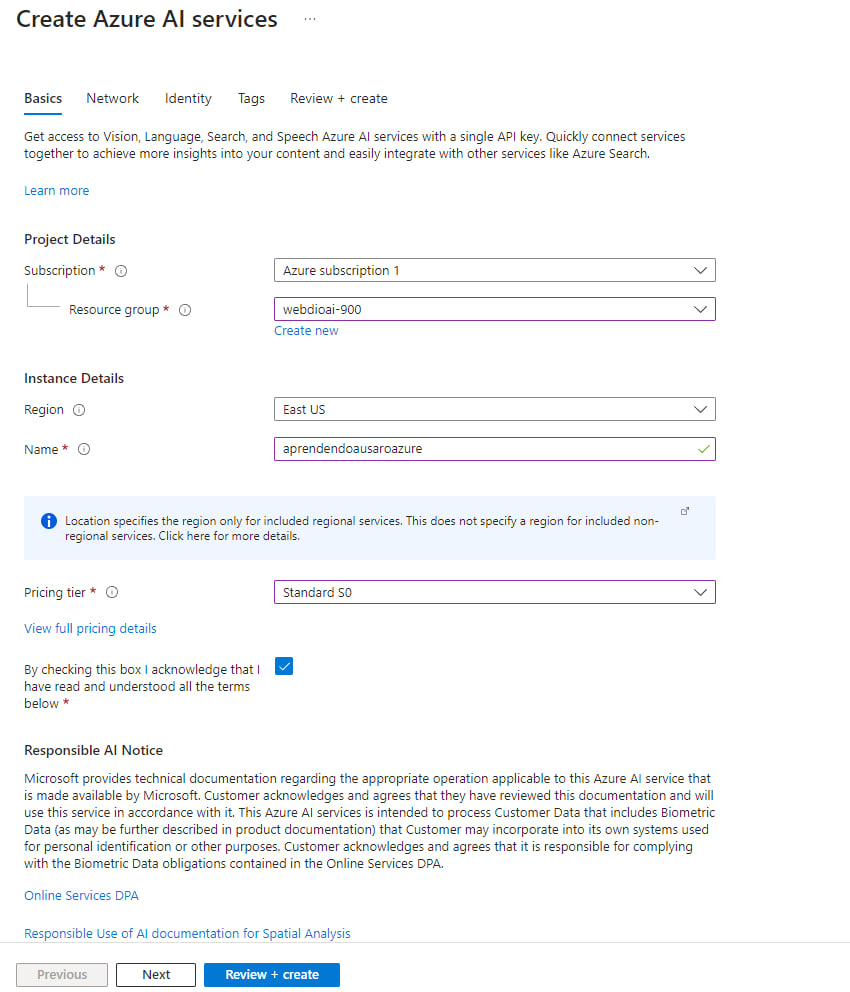 Create Azure AI services ...
Basics Network Identity Tags Review + create
Get access to Vision, Language, Search, and Speech Azure AI services with a single API key. Quickly connect services
together to achieve more insights into your content and easily integrate with other services like Azure Search.
Learn more
Project Details
Subscription * Azure subscription 1
Resource group * webdioai-900
Create new
Instance Details
Region East US
Name * aprendendoausaroazure
Location specifies the region only for included regional services. This does not specify a region for included non-
regional services. Click here for more details.
Pricing tier * Standard S0
View full pricing details
By checking this box I acknowledge that I
have read and understood all the terms
below *
Responsible AI Notice
Microsoft provides technical documentation regarding the appropriate operation applicable to this Azure AI service that
is made available by Microsoft. Customer acknowledges and agrees that they have reviewed this documentation and will
use this service in accordance with it. This Azure AI services is intended to process Customer Data that includes Biometric
Data (as may be further described in product documentation) that Customer may incorporate into its own systems used
for personal identification or other purposes. Customer acknowledges and agrees that it is responsible for complying
with the Biometric Data obligations contained in the Online Services DPA.
Online Services DPA
Responsible Use of AI documentation for Spatial Analysis
Previous Next Review + create